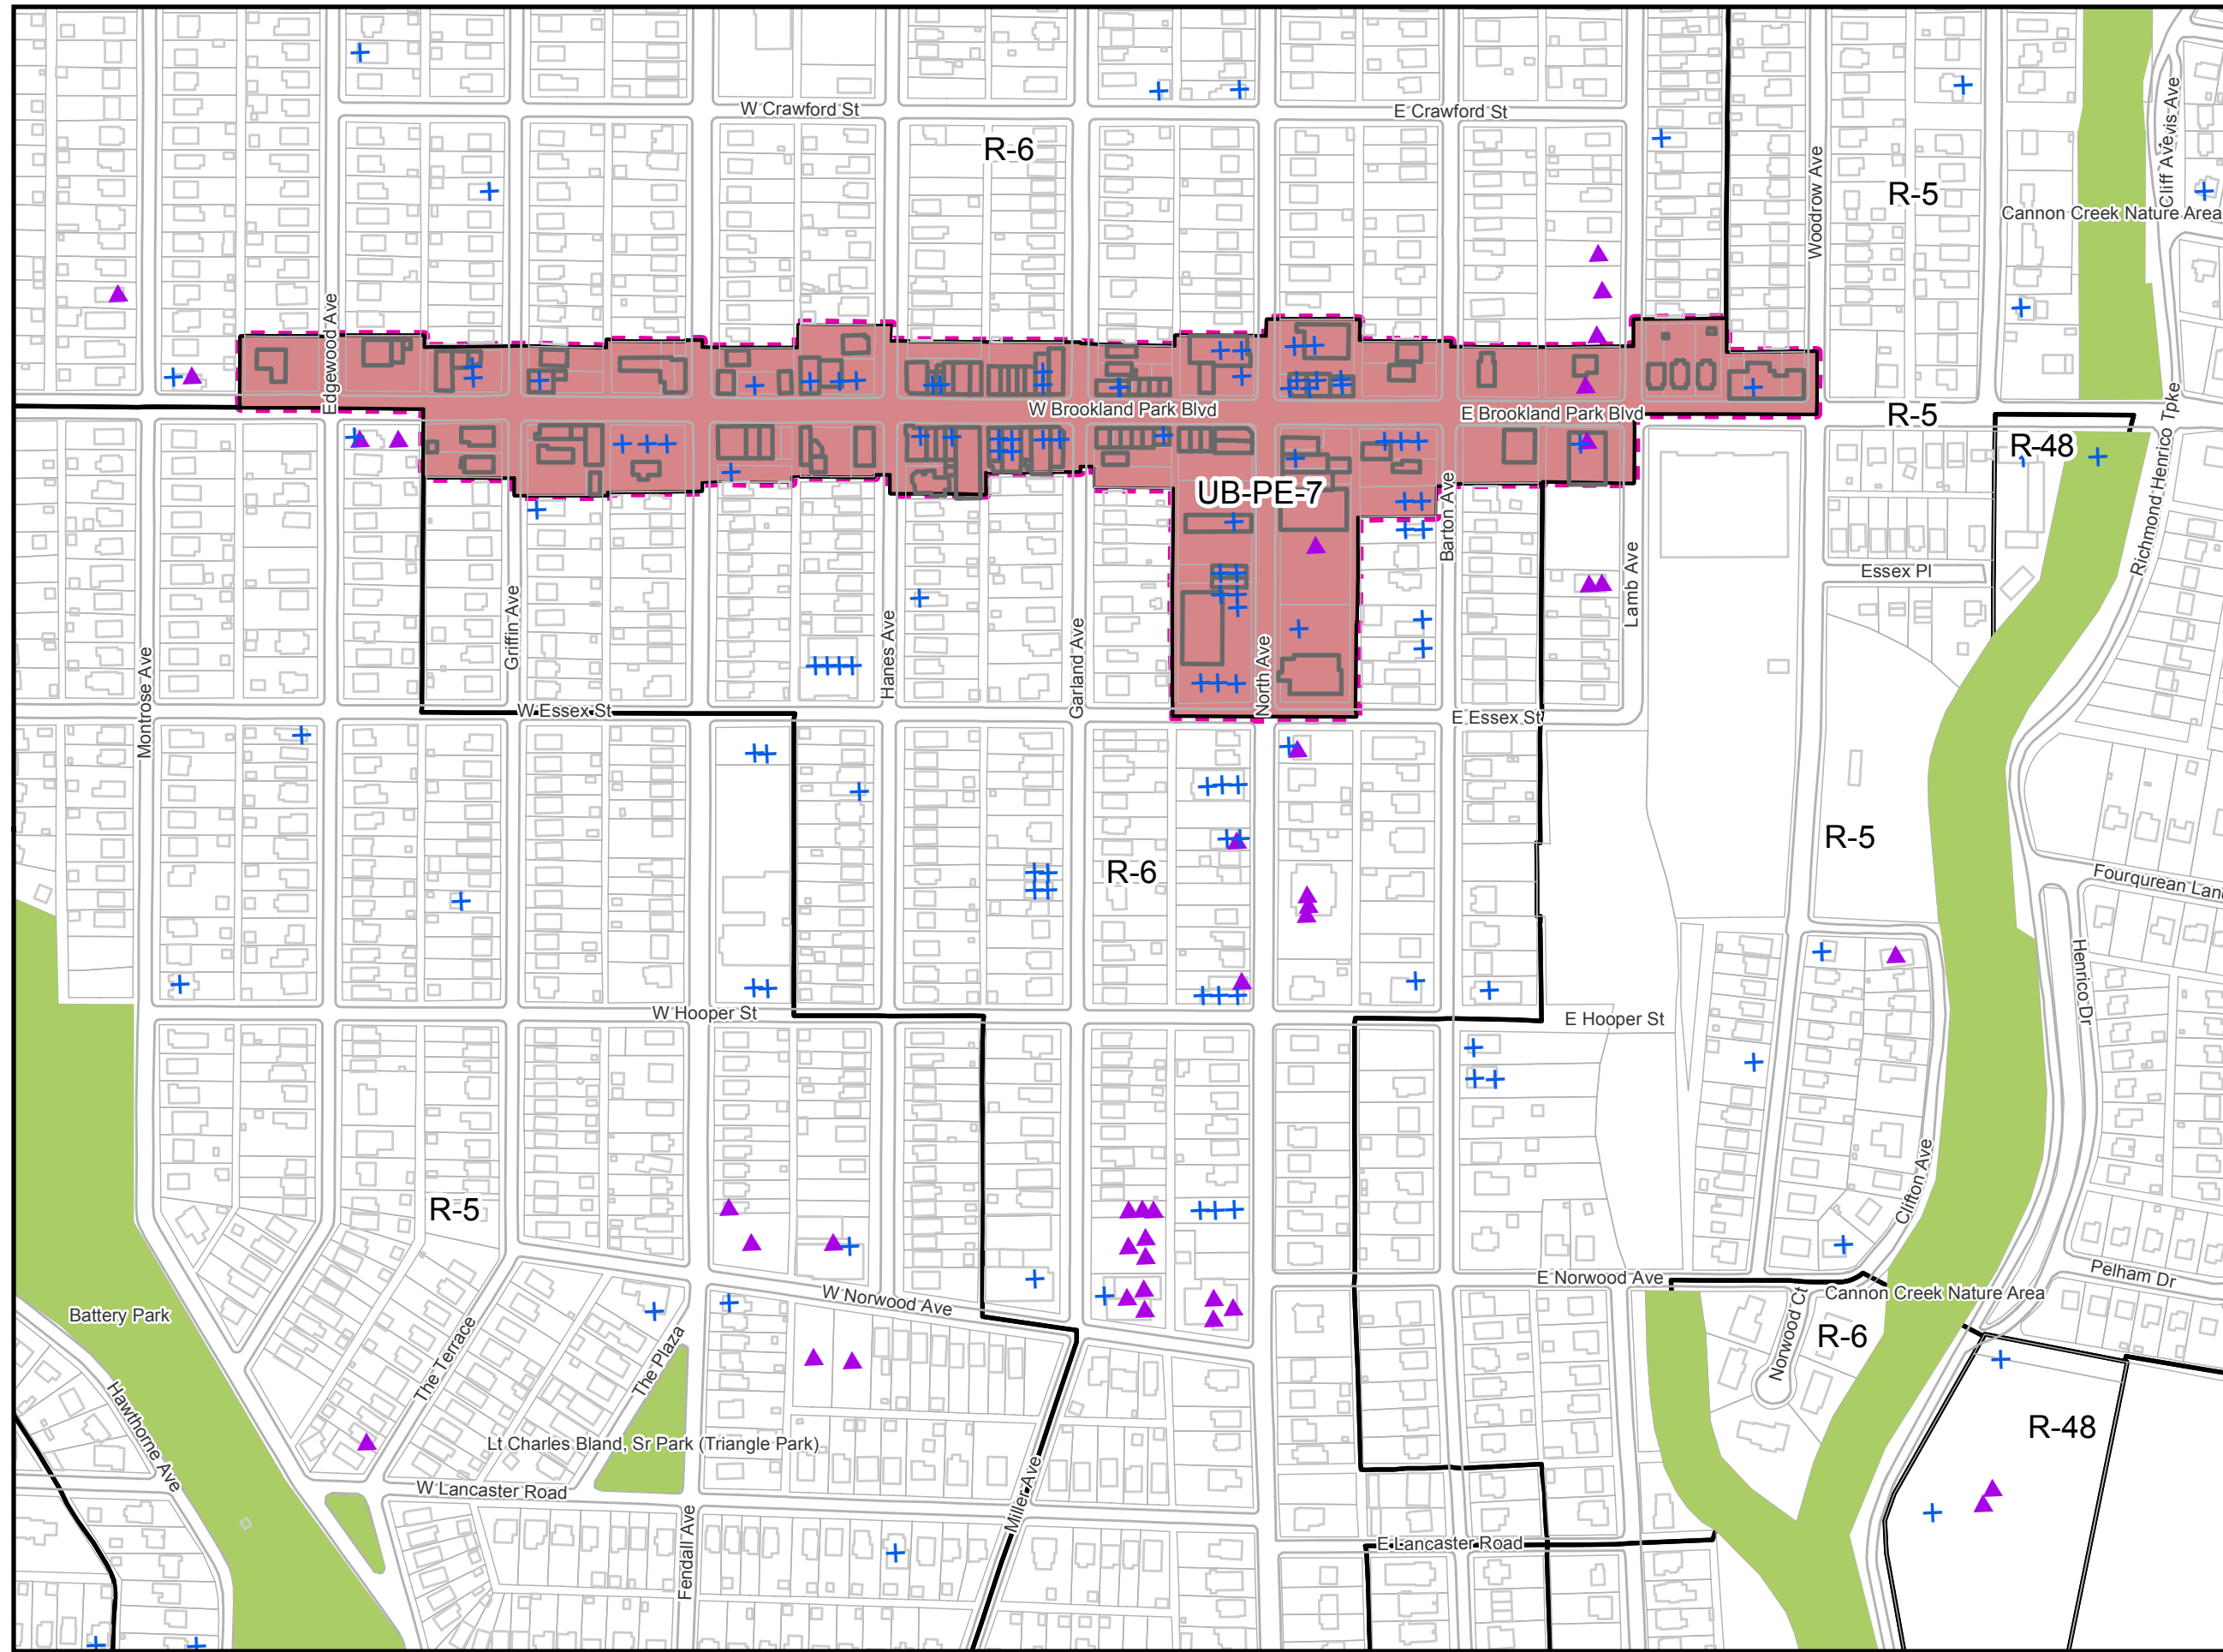 W Crawford St
E Crawford St
R-6
Woodrow Ave
R-5
Cliff Avevis Ave
Cannon Creek Nature Area
Edgewood Ave
W Brookland Park Blvd
E Brookland Park Blvd
R-5
R-48
Richmond Henrico Tpke
UB-PE-7
Barton Ave
Lamb Ave
Essex Pl
Montrose Ave
Griffin Ave
Hanes Ave
Garland Ave
North Ave
W Essex St
E Essex St
R-5
R-6
Fourqurean Lan
Henrico Dr
W Hooper St
E Hooper St
R-5
Clifton Ave
Battery Park
The Terrace
The Plaza
W Norwood Ave
E Norwood Ave
Pelham Dr
Cannon Creek Nature Area
Norwood Ct
R-6
Hawthorne Ave
Lt Charles Bland, Sr Park (Triangle Park)
R-48
W Lancaster Road
Fendall Ave
Miller Ave
E Lancaster Road